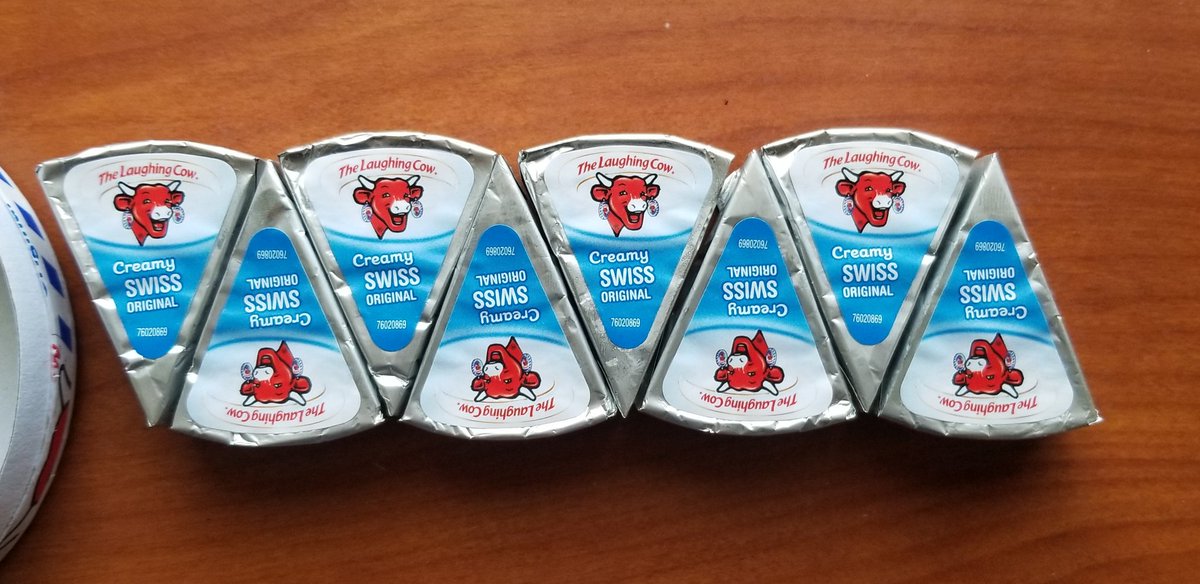 The Laughing Cow.
Creamy
SWISS
ORIGINAL
76020869
The Laughing Cow.
Creamy
SWISS
ORIGINAL
76020869
The Laughing Cow.
Creamy
SWISS
ORIGINAL
76020869
The Laughing Cow.
Creamy
SWISS
ORIGINAL
76020869
The Laughing Cow.
Creamy
SWISS
ORIGINAL
76020869
The Laughing Cow.
Creamy
SWISS
ORIGINAL
76020869
The Laughing Cow.
Creamy
SWISS
ORIGINAL
76020869
The Laughing Cow.
Creamy
SWISS
ORIGINAL
76020869